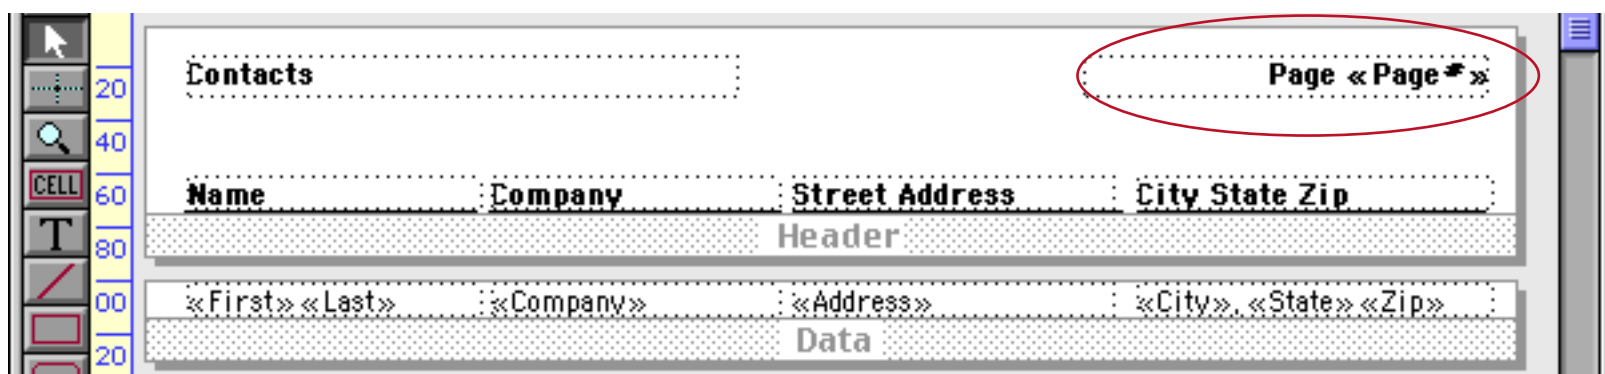 Contacts Page «Page#»
20
40
CELL
60 Name Company Street Address City State Zip
T
80 Header
00 «First» «Last» «Company» «Address» «City», «State» «Zip»
20 Data